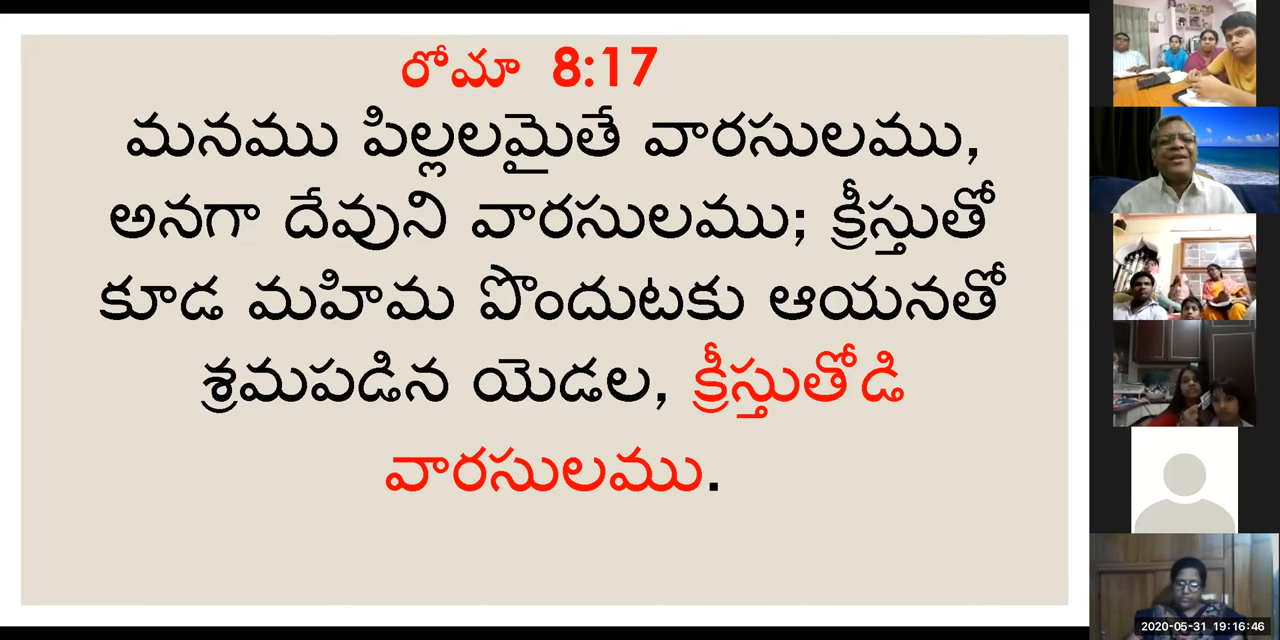 రోమా 8:17
మనము పిల్లలమైతే వారసులము,
అనగా దేవుని వారసులము; క్రీస్తుతో
కూడ మహిమ పొందుటకు ఆయనతో
శ్రమపడిన యెడల, క్రీస్తుతోడి
వారసులము.
2020-05-31 19:16:46